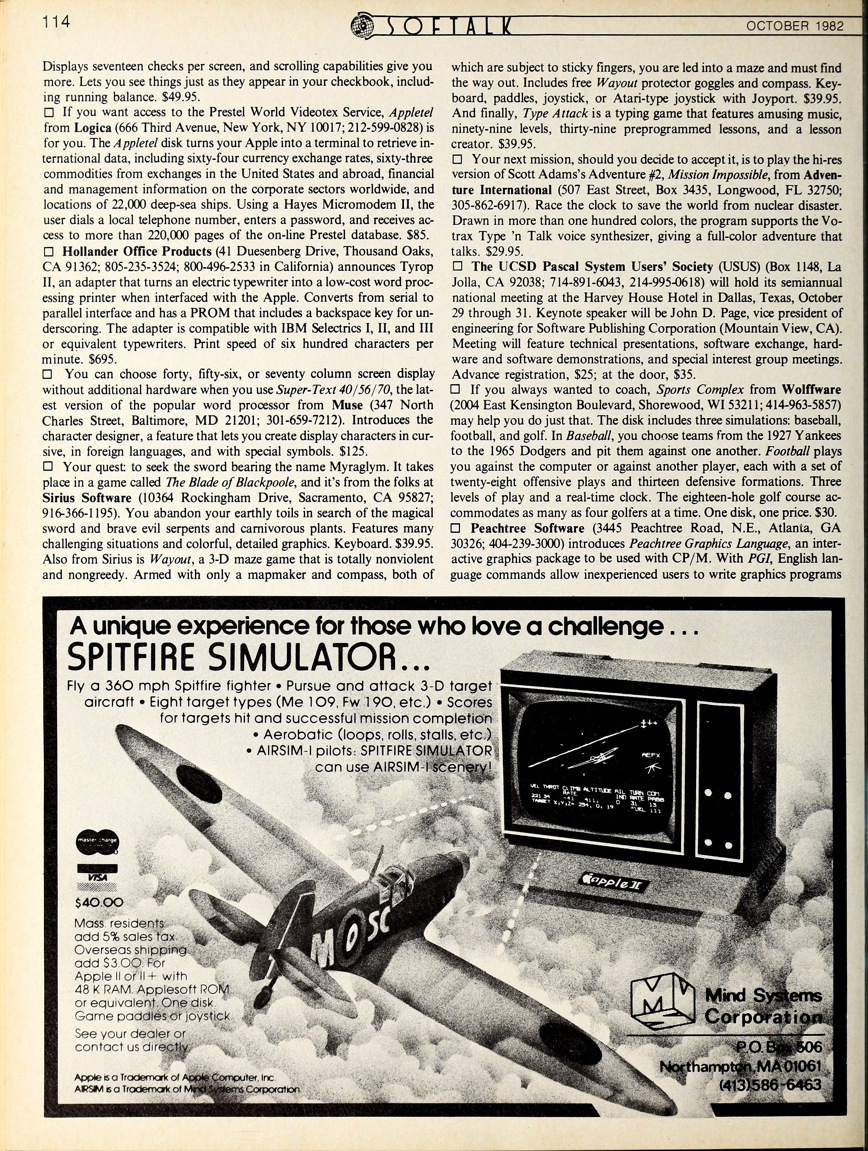 114
SOFTALK
OCTOBER 1982
Displays seventeen checks per screen, and scrolling capabilities give you
more. Lets you see things just as they appear in your checkbook, includ-
ing running balance. $49.95.
□ If you want access to the Prestel World Videotex Service, Appletel
from Logica (666 Third Avenue, New York, NY 10017; 212-599-0828) is
for you. The Appletel disk turns your Apple into a terminal to retrieve in-
ternational data, including sixty-four currency exchange rates, sixty-three
commodities from exchanges in the United States and abroad, financial
and management information on the corporate sectors worldwide, and
locations of 22,000 deep-sea ships. Using a Hayes Micromodem II, the
user dials a local telephone number, enters a password, and receives ac-
cess to more than 220,000 pages of the on-line Prestel database. $85.
□ Hollander Office Products (41 Duesenberg Drive, Thousand Oaks,
CA 91362; 805-235-3524; 800-496-2533 in California) announces Tyrop
II, an adapter that turns an electric typewriter into a low-cost word proc-
essing printer when interfaced with the Apple. Converts from serial to
parallel interface and has a PROM that includes a backspace key for un-
derscoring. The adapter is compatible with IBM Selectrics I, II, and III
or equivalent typewriters. Print speed of six hundred characters per
minute. $695.
□ You can choose forty, fifty-six, or seventy column screen display
without additional hardware when you use Super-Text 40/56/70, the lat-
est version of the popular word processor from Muse (347 North
Charles Street, Baltimore, MD 21201; 301-659-7212). Introduces the
character designer, a feature that lets you create display characters in cur-
sive, in foreign languages, and with special symbols. $125.
□ Your quest: to seek the sword bearing the name Myraglym. It takes
place in a game called The Blade of Blackpoole, and it's from the folks at
Sirius Software (10364 Rockingham Drive, Sacramento, CA 95827;
916-366-1195). You abandon your earthly toils in search of the magical
sword and brave evil serpents and carnivorous plants. Features many
challenging situations and colorful, detailed graphics. Keyboard. $39.95.
Also from Sirius is Wayout, a 3-D maze game that is totally nonviolent
and nongreedy. Armed with only a mapmaker and compass, both of
which are subject to sticky fingers, you are led into a maze and must find
the way out. Includes free Wayout protector goggles and compass. Key-
board, paddles, joystick, or Atari-type joystick with Joyport. $39.95.
And finally, Type Attack is a typing game that features amusing music,
ninety-nine levels, thirty-nine preprogrammed lessons, and a lesson
creator. $39.95.
□ Your next mission, should you decide to accept it, is to play the hi-res
version of Scott Adams's Adventure #2, Mission Impossible, from Adven-
ture International (507 East Street, Box 3435, Longwood, FL 32750;
305-862-6917). Race the clock to save the world from nuclear disaster.
Drawn in more than one hundred colors, the program supports the Vo-
trax Type 'n Talk voice synthesizer, giving a full-color adventure that
talks. $29.95.
□ The UCSD Pascal System Users' Society (USUS) (Box 1148, La
Jolla, CA 92038; 714-891-6043, 214-995-0618) will hold its semiannual
national meeting at the Harvey House Hotel in Dallas, Texas, October
29 through 31. Keynote speaker will be John D. Page, vice president of
engineering for Software Publishing Corporation (Mountain View, CA).
Meeting will feature technical presentations, software exchange, hard-
ware and software demonstrations, and special interest group meetings.
Advance registration, $25; at the door, $35.
□ If you always wanted to coach, Sports Complex from Wolffware
(2004 East Kensington Boulevard, Shorewood, WI 53211; 414-963-5857)
may help you do just that. The disk includes three simulations: baseball,
football, and golf. In Baseball, you choose teams from the 1927 Yankees
to the 1965 Dodgers and pit them against one another. Football plays
you against the computer or against another player, each with a set of
twenty-eight offensive plays and thirteen defensive formations. Three
levels of play and a real-time clock. The eighteen-hole golf course ac-
commodates as many as four golfers at a time. One disk, one price. $30.
□ Peachtree Software (3445 Peachtree Road, N.E., Atlanta, GA
30326; 404-239-3000) introduces Peachtree Graphics Language, an inter-
active graphics package to be used with CP/M. With PGI, English lan-
guage commands allow inexperienced users to write graphics programs
A unique experience for those who love a challenge...
SPITFIRE SIMULATOR...
Fly a 360 mph Spitfire fighter • Pursue and attack 3-D target
aircraft • Eight target types (Me 109, Fw 190, etc.) • Scores
for targets hit and successful mission completion
• Aerobatic (loops, rolls, stalls, etc.)
• AIRSIM-1 pilots: SPITFIRE SIMULATOR
can use AIRSIM-1 scenery!
VEL THROT CLIMB ALTITUDE AIL TURN COM
apple II
master charge
VISA
$40.00
Mass. residents
add 5% sales tax.
Overseas shipping
add $3.00. For
Apple II or II+ with
48 K RAM. Applesoft ROM
or equivalent. One disk.
Game paddles or joystick.
See your dealer or
contact us directly.
Apple is a Trademark of Apple Computer, Inc.
AIRSIM is a Trademark of Mind Systems Corporation
M SC
Mind Systems
Corporation
P.O. Box 506
Northampton, MA 01061
(413) 586-6463